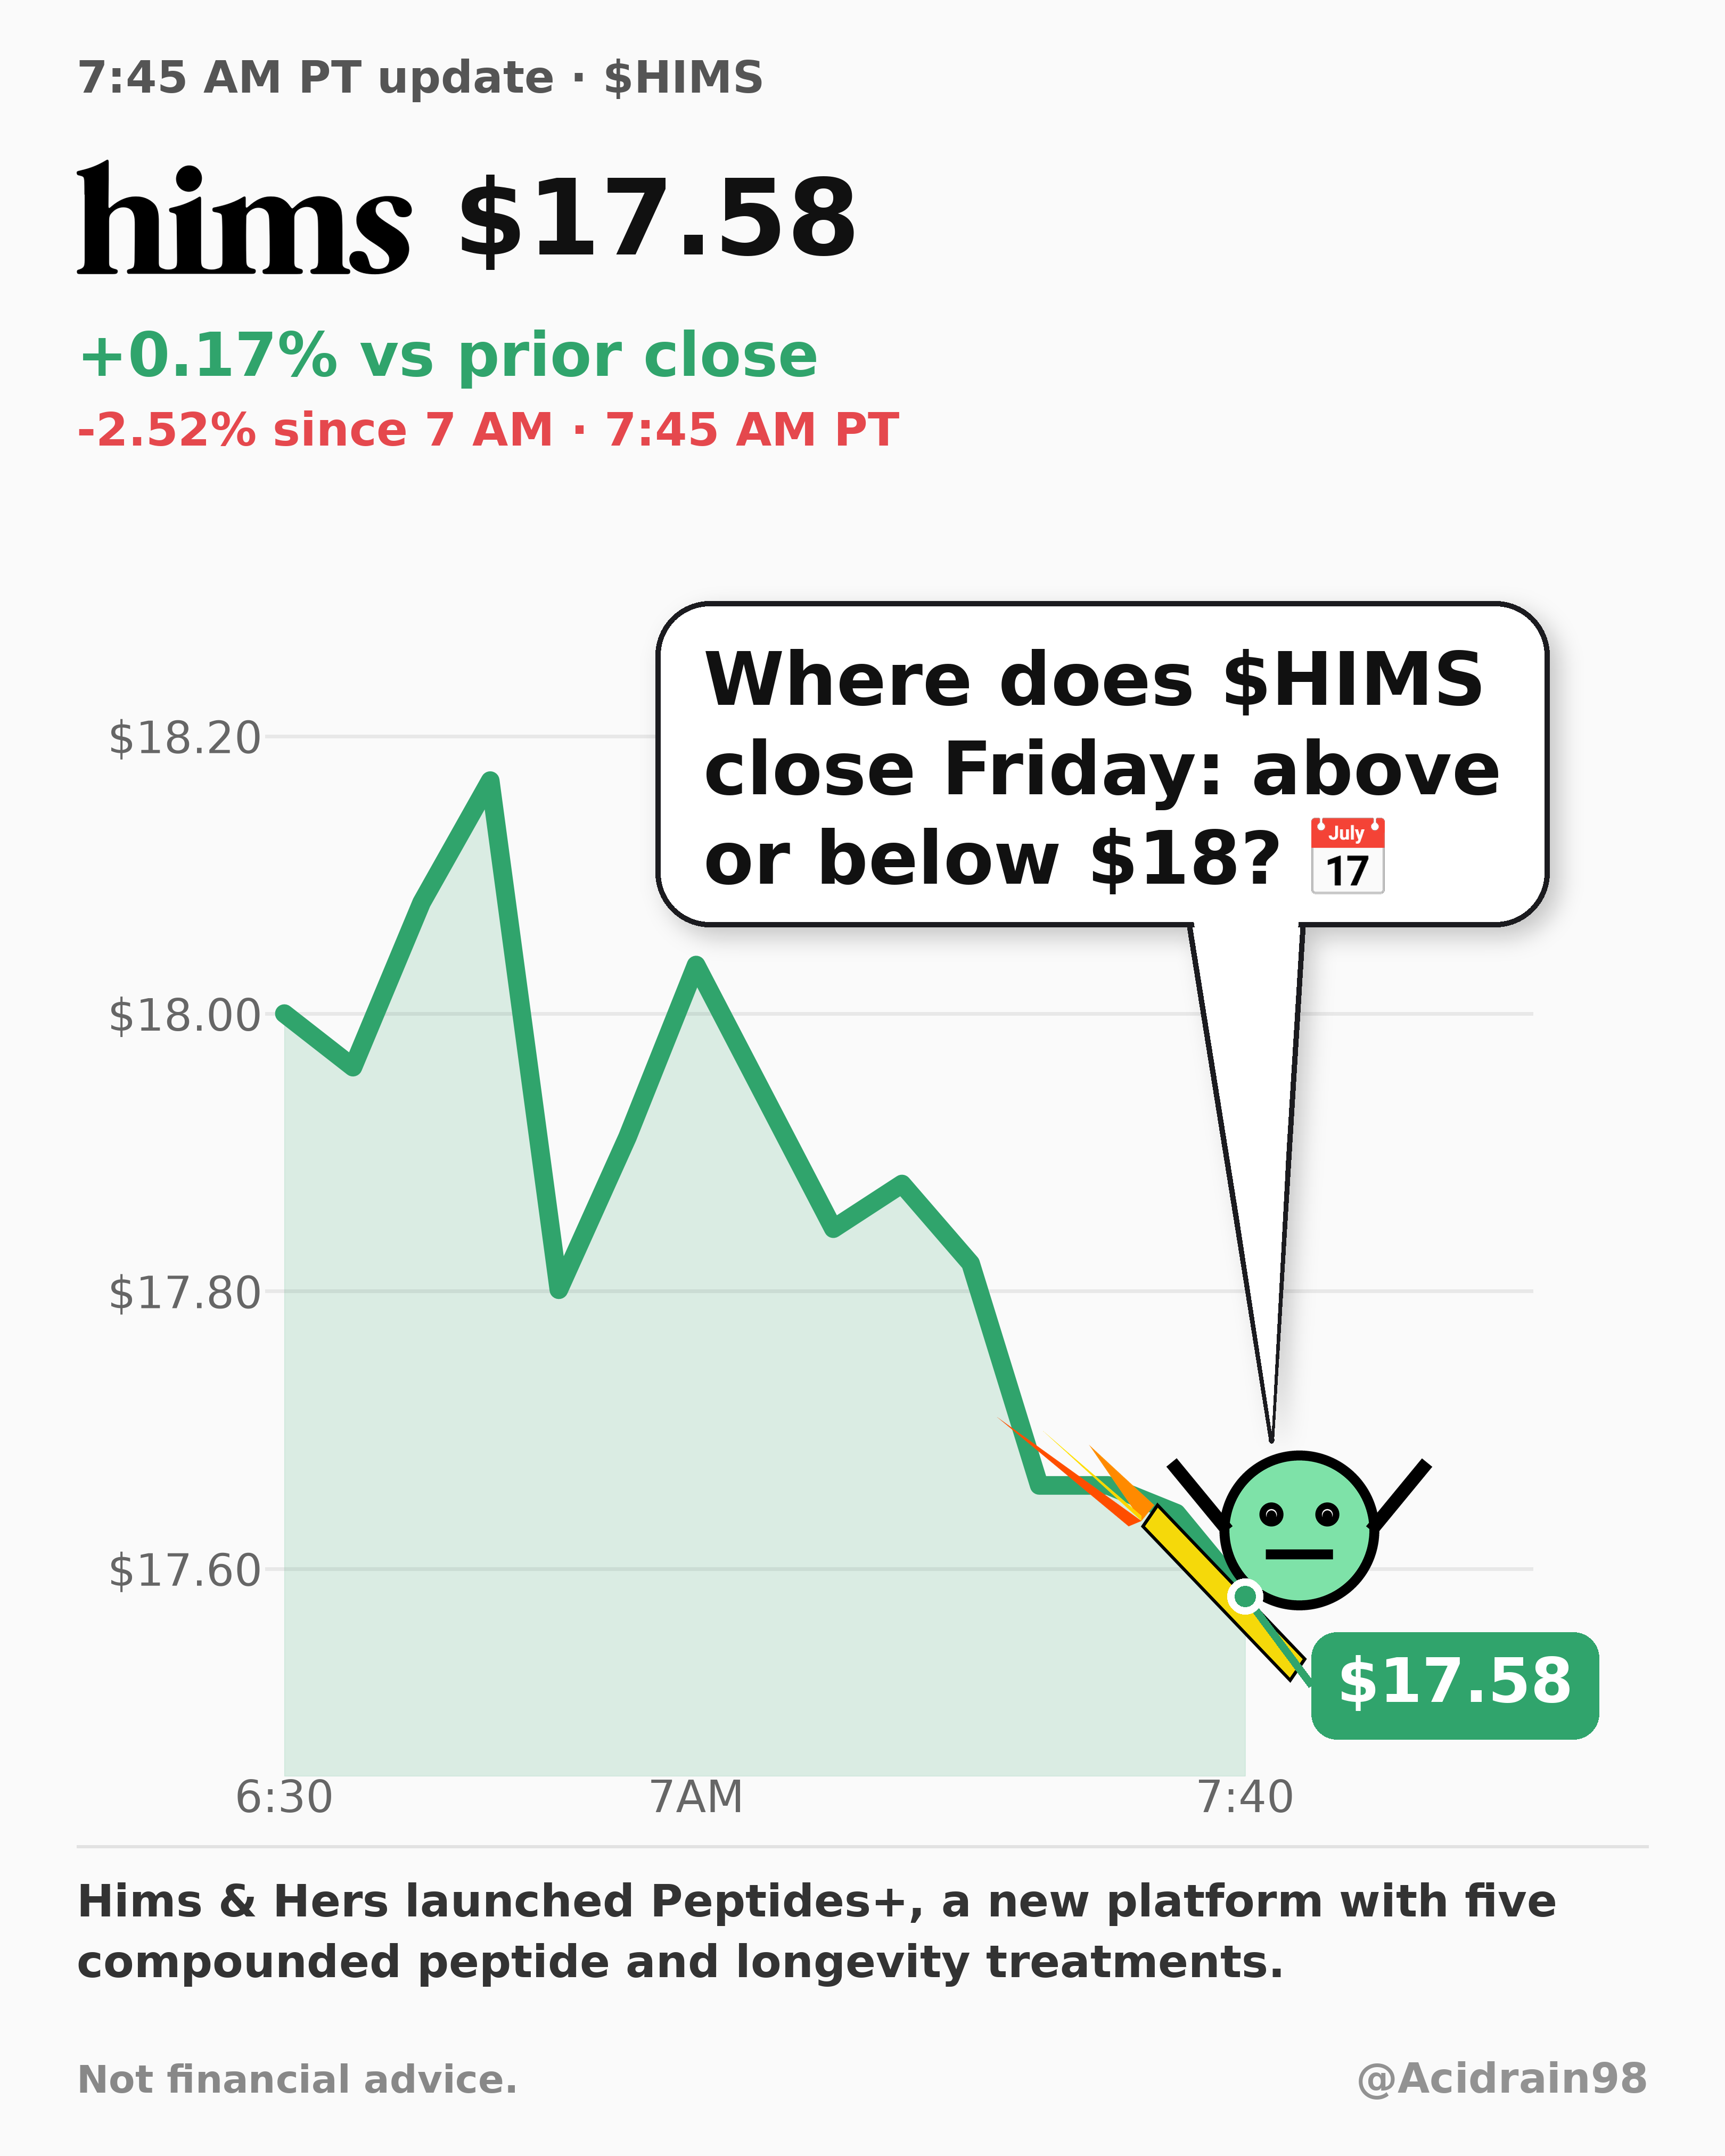 7:45 AM PT update · $HIMS
hims $17.58
+0.17% vs prior close
-2.52% since 7 AM · 7:45 AM PT
Where does $HIMS
close Friday: above
or below $18? 📅
July
17
$18.20
$18.00
$17.80
$17.60
$17.58
6:30 7AM 7:40
Hims & Hers launched Peptides+, a new platform with five
compounded peptide and longevity treatments.
Not financial advice. @Acidrain98